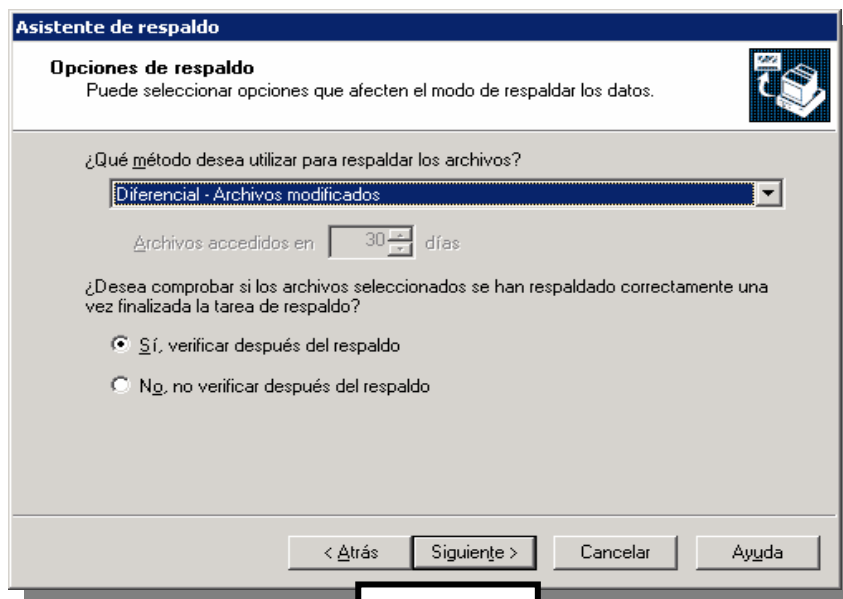 Asistente de respaldo
Opciones de respaldo
Puede seleccionar opciones que afecten el modo de respaldar los datos.
¿Qué método desea utilizar para respaldar los archivos?
Diferencial - Archivos modificados
Archivos accedidos en 30 días
¿Desea comprobar si los archivos seleccionados se han respaldado correctamente una
vez finalizada la tarea de respaldo?
Sí, verificar después del respaldo
No, no verificar después del respaldo
< Atrás Siguiente > Cancelar Ayuda